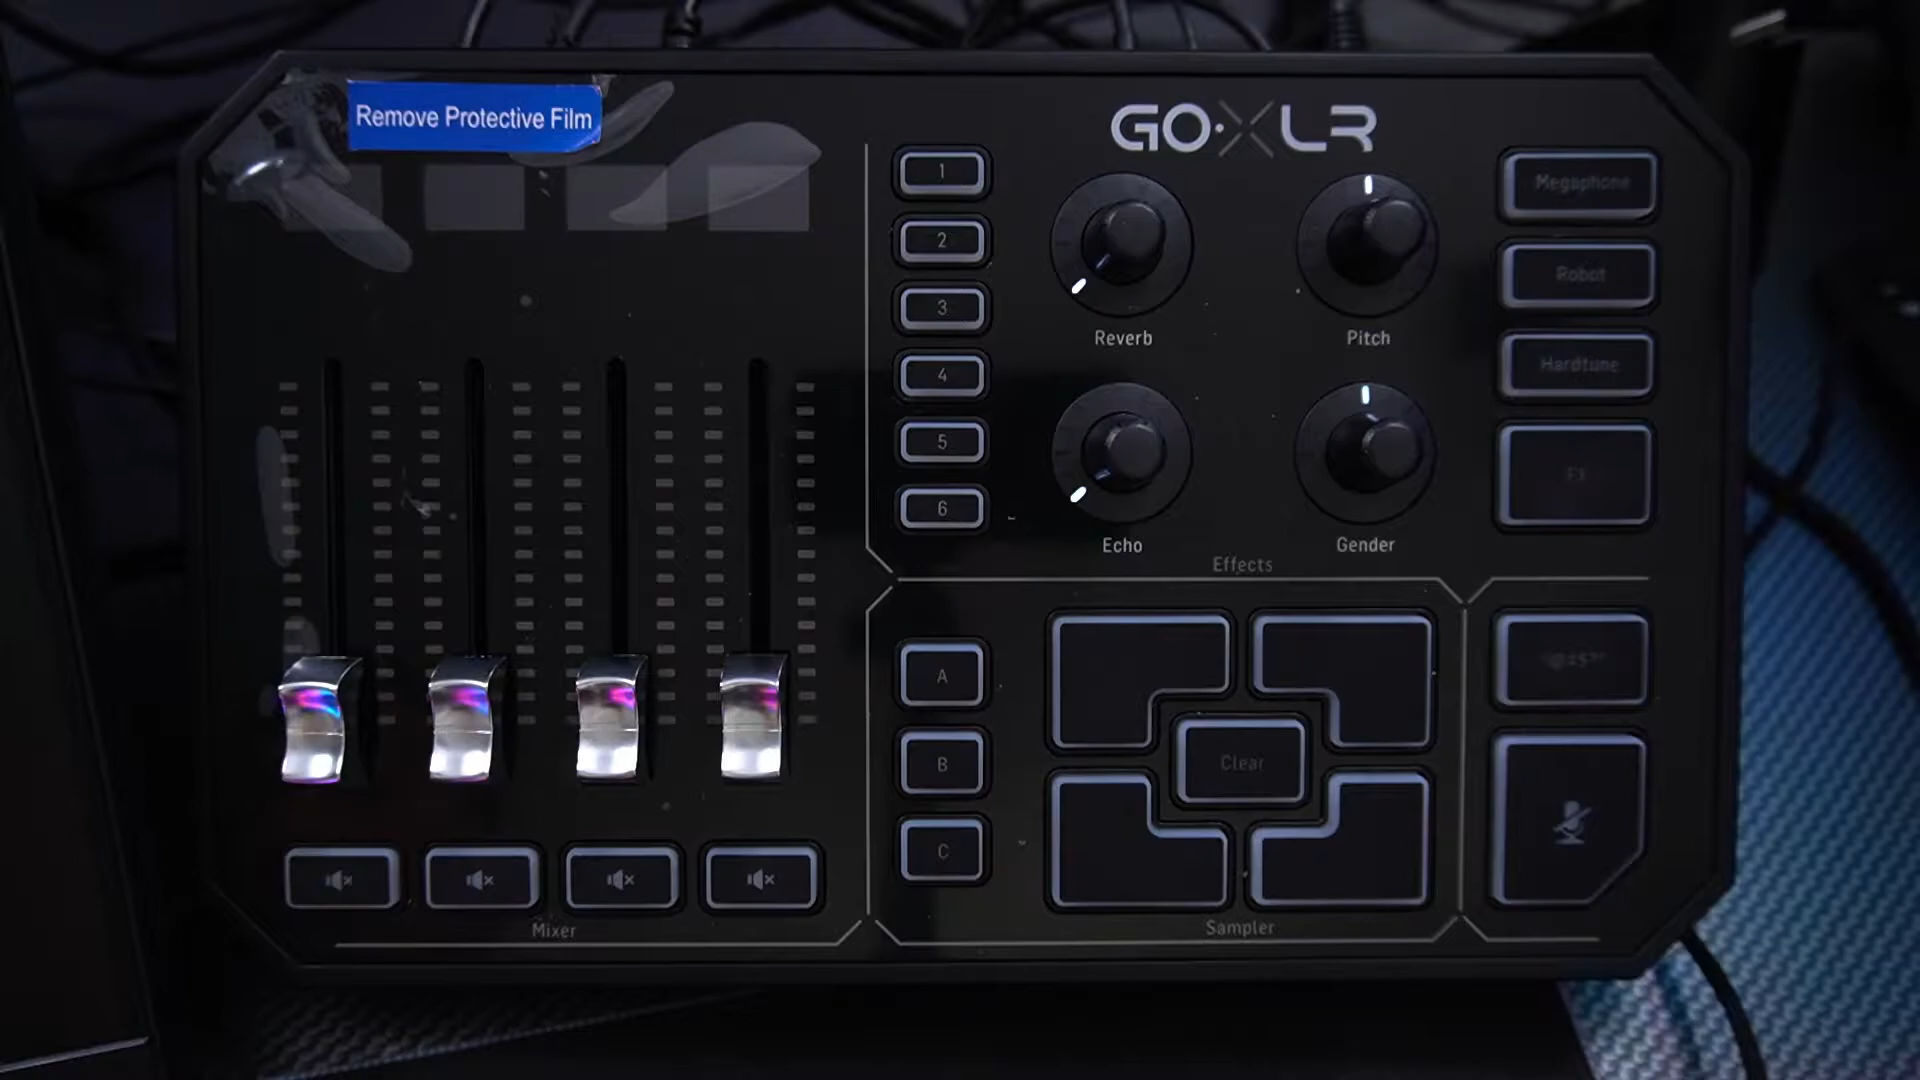 Remove Protective Film
GO·XLR
1
2
3
4
5
6
Reverb
Pitch
Echo
Gender
Effects
Megaphone
Robot
Hardtune
A
B
C
Clear
Sampler
Mixer